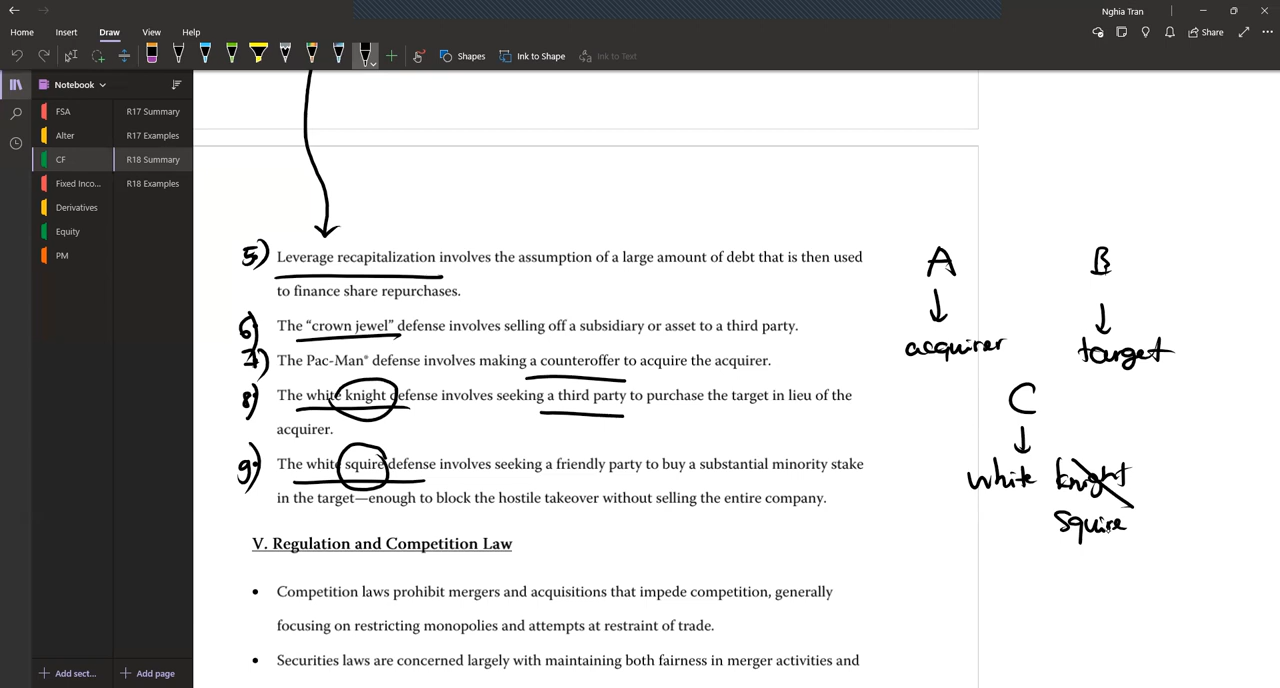 Nghia Tran
Home Insert Draw View Help
Share
Shapes Ink to Shape Ink to Text
Notebook
FSA
Alter
CF
Fixed Inco...
Derivatives
Equity
PM
R17 Summary
R17 Examples
R18 Summary
R18 Examples
5) Leverage recapitalization involves the assumption of a large amount of debt that is then used
to finance share repurchases.
6) The “crown jewel” defense involves selling off a subsidiary or asset to a third party.
7) The Pac-Man® defense involves making a counteroffer to acquire the acquirer.
8) The white knight defense involves seeking a third party to purchase the target in lieu of the
acquirer.
9) The white squire defense involves seeking a friendly party to buy a substantial minority stake
in the target—enough to block the hostile takeover without selling the entire company.
V. Regulation and Competition Law
• Competition laws prohibit mergers and acquisitions that impede competition, generally
focusing on restricting monopolies and attempts at restraint of trade.
• Securities laws are concerned largely with maintaining both fairness in merger activities and
A B
acquirer target
C
white knight
squire
Add sect... Add page